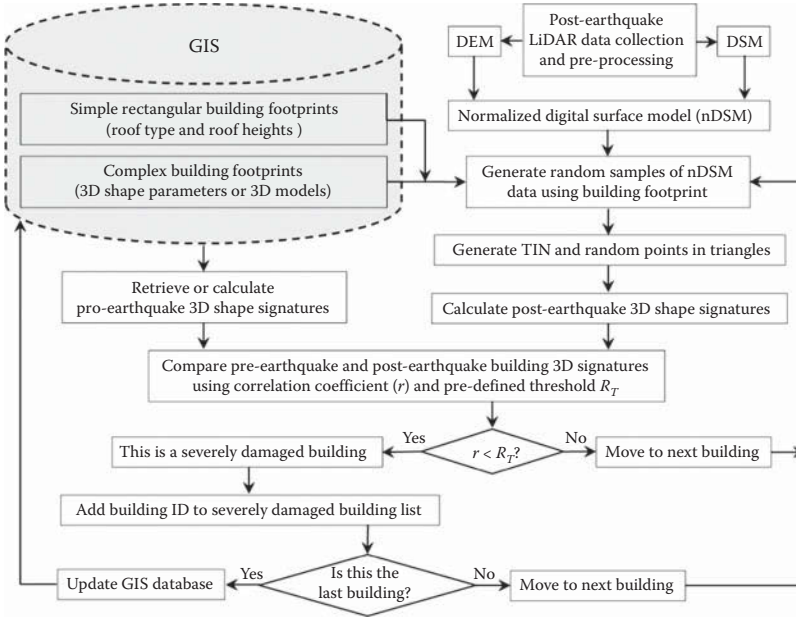 GIS
Simple rectangular building footprints
(roof type and roof heights )
Complex building footprints
(3D shape parameters or 3D models)
DEM
Post-earthquake
LiDAR data collection
and pre-processing
DSM
Normalized digital surface model (nDSM)
Generate random samples of nDSM
data using building footprint
Generate TIN and random points in triangles
Retrieve or calculate
pro-earthquake 3D shape signatures
Calculate post-earthquake 3D shape signatures
Compare pre-earthquake and post-earthquake building 3D signatures
using correlation coefficient (r) and pre-defined threshold R_T
This is a severely damaged building
Yes
r < R_T?
No
Move to next building
Add building ID to severely damaged building list
Update GIS database
Yes
Is this the
last building?
No
Move to next building